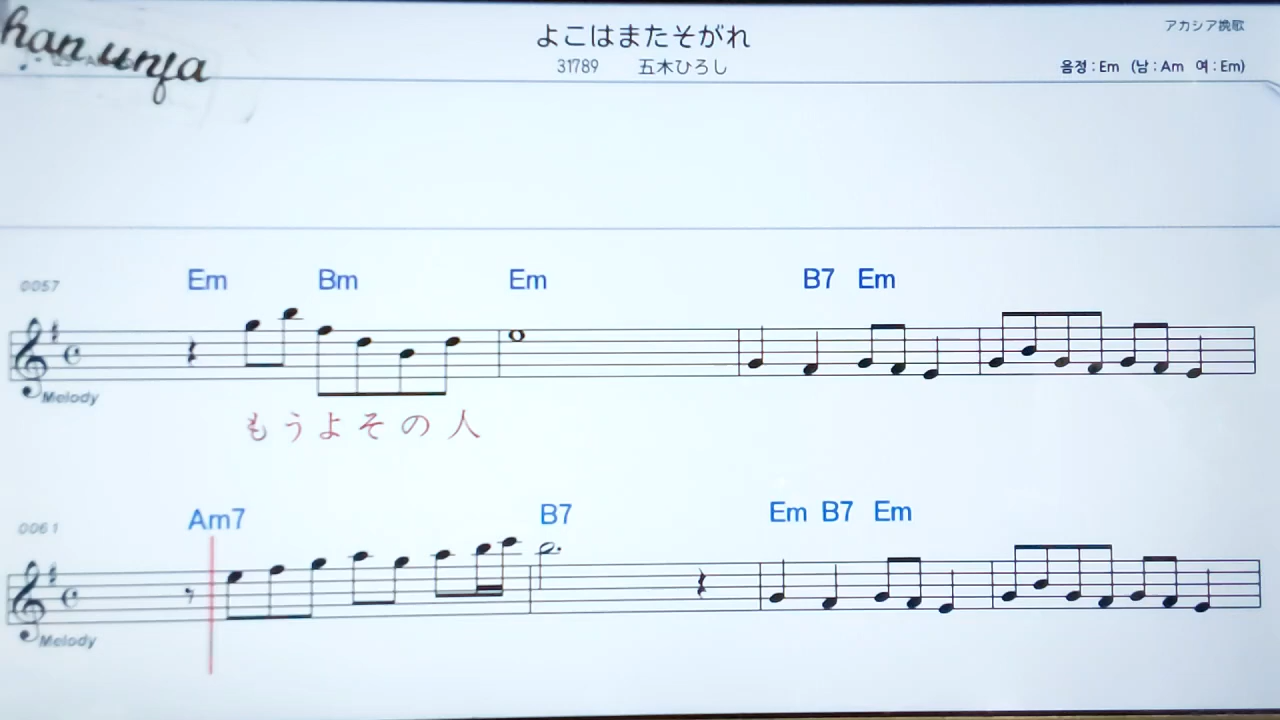 han unja
よこはまたそがれ
アカシア挽歌
31789 五木ひろし
음정 : Em (남 : Am 여 : Em)
Em Bm Em B7 Em
0057
Melody
もうよその人
Am7 B7 Em B7 Em
0061
Melody